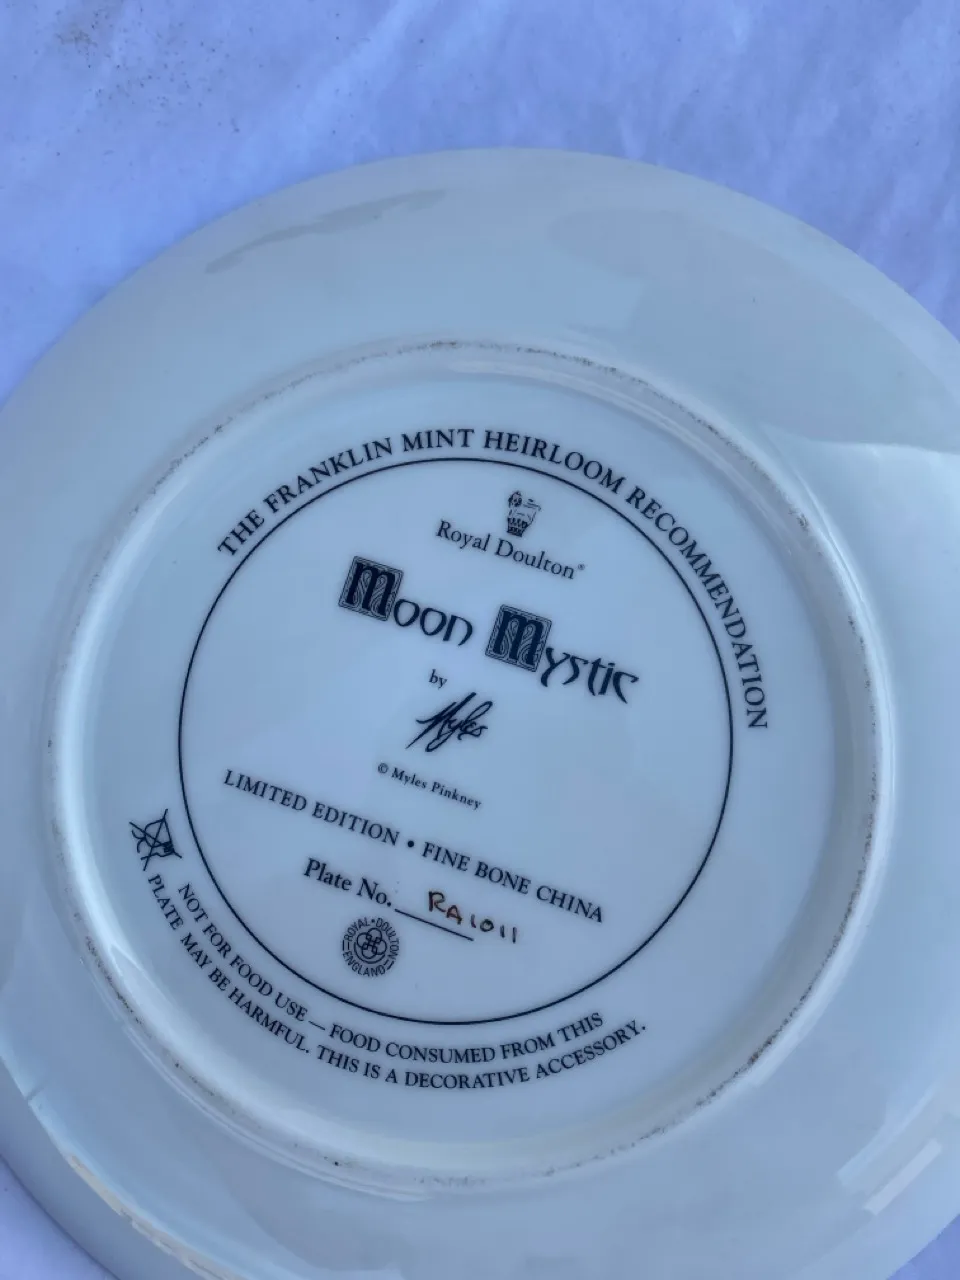 THE FRANKLIN MINT HEIRLOOM RECOMMENDATION
Royal Doulton®
Moon Mystic
by
Myles
© Myles Pinkney
LIMITED EDITION • FINE BONE CHINA
Plate No. RA1011
ROYAL • DOULTON
ENGLAND
NOT FOR FOOD USE — FOOD CONSUMED FROM THIS
PLATE MAY BE HARMFUL. THIS IS A DECORATIVE ACCESSORY.